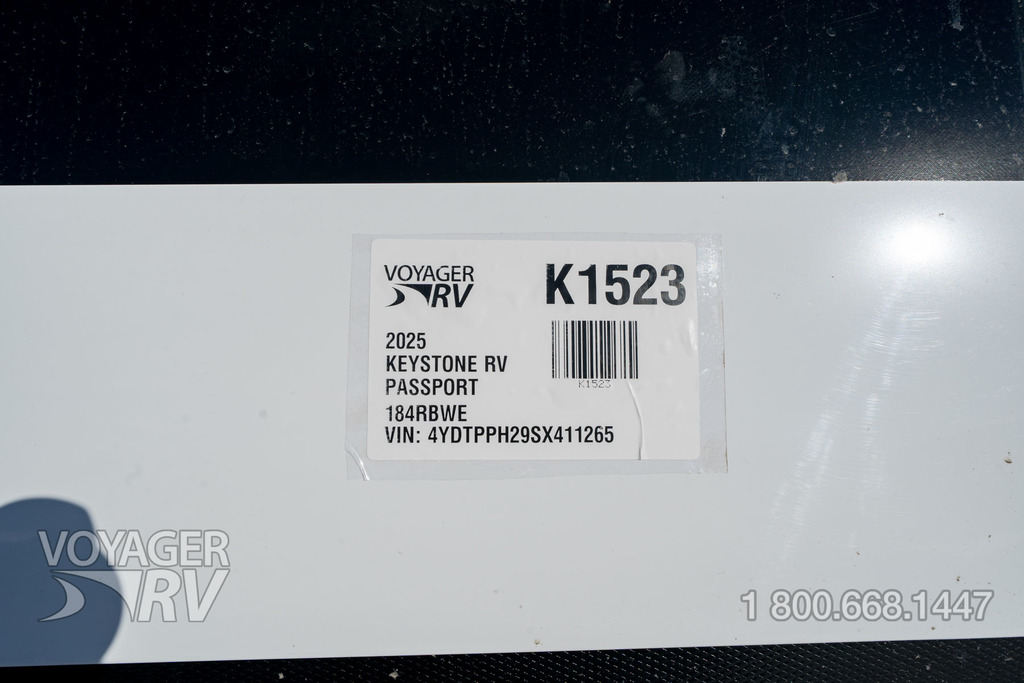 VOYAGER
RV
K1523
2025
KEYSTONE RV
PASSPORT
184RBWE
VIN: 4YDTPPH29SX411265
K1523
VOYAGER
RV
1 800.668.1447